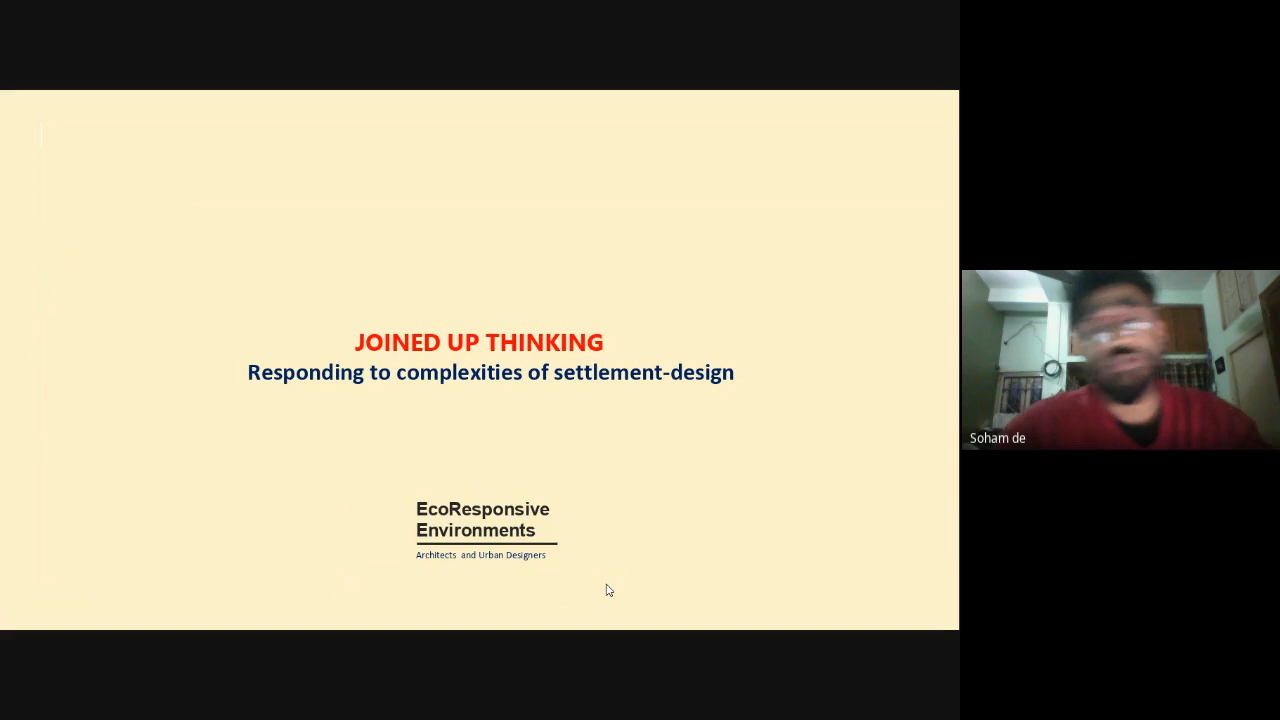 JOINED UP THINKING
Responding to complexities of settlement-design
EcoResponsive
Environments
Architects and Urban Designers
Soham de